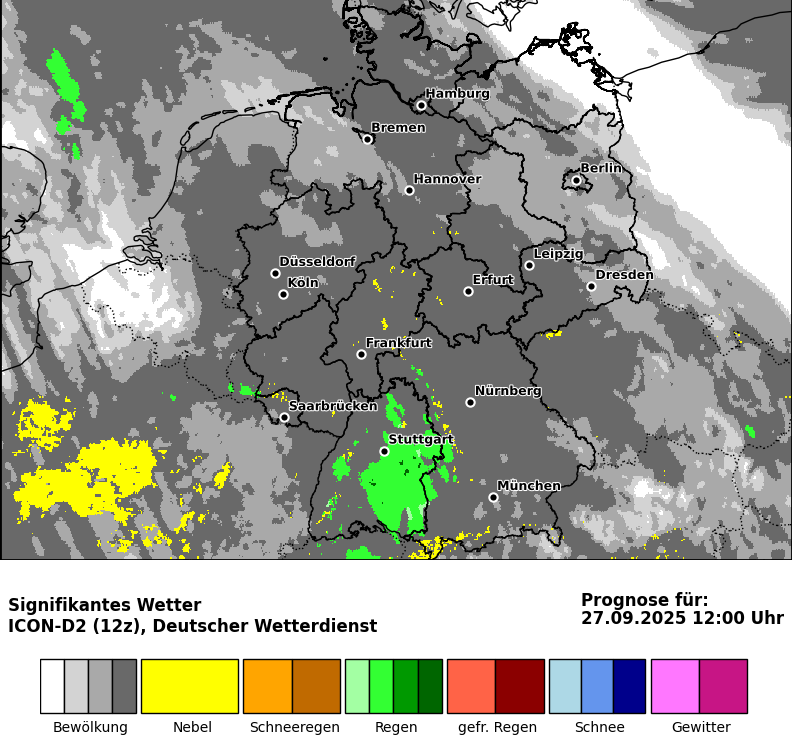 Hamburg
Bremen
Berlin
Hannover
Leipzig
Düsseldorf
Dresden
Köln
Erfurt
Frankfurt
Nürnberg
Saarbrücken
Stuttgart
München
Signifikantes Wetter
ICON-D2 (12z), Deutscher Wetterdienst
Prognose für:
27.09.2025 12:00 Uhr
Bewölkung
Nebel
Schneeregen
Regen
gefr. Regen
Schnee
Gewitter